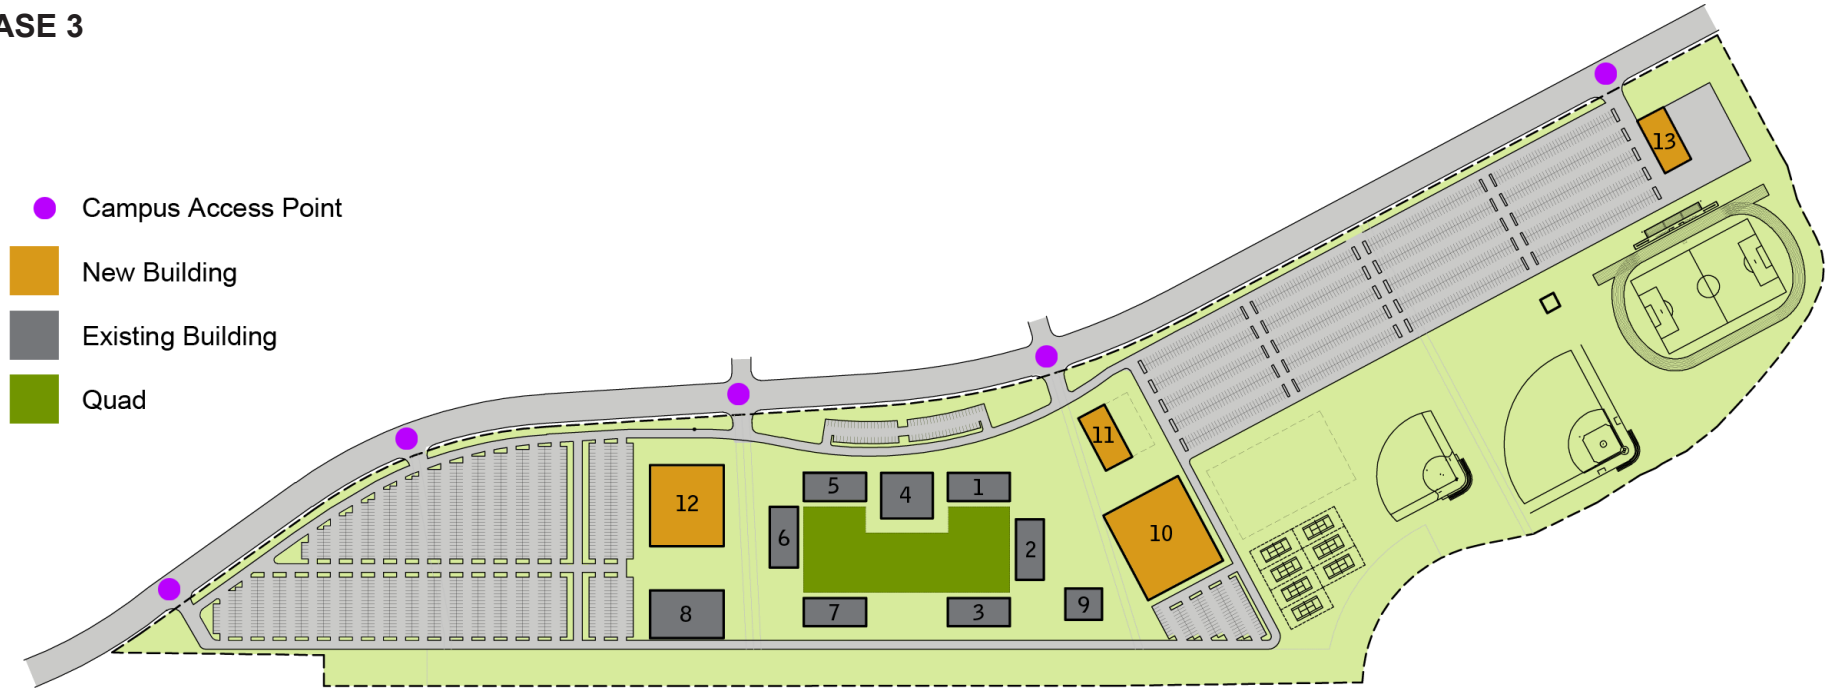 ASE 3
Campus Access Point
New Building
Existing Building
Quad
13
11
12
5
4
1
10
6
2
8
7
3
9